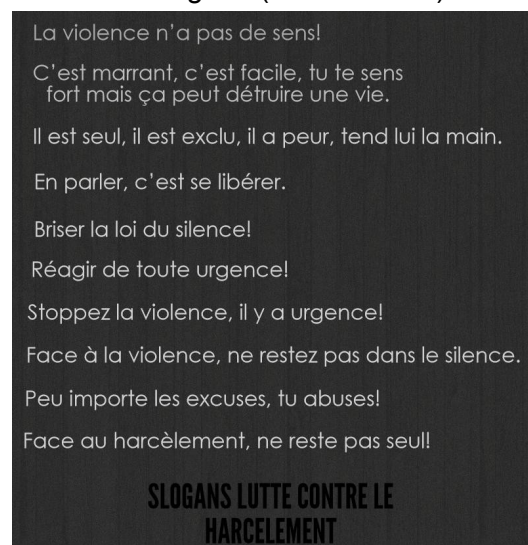 La violence n'a pas de sens!
C'est marrant, c'est facile, tu te sens
fort mais ça peut détruire une vie.
Il est seul, il est exclu, il a peur, tend lui la main.
En parler, c'est se libérer.
Briser la loi du silence!
Réagir de toute urgence!
Stoppez la violence, il y a urgence!
Face à la violence, ne restez pas dans le silence.
Peu importe les excuses, tu abuses!
Face au harcèlement, ne reste pas seul!
SLOGANS LUTTE CONTRE LE
HARCELEMENT